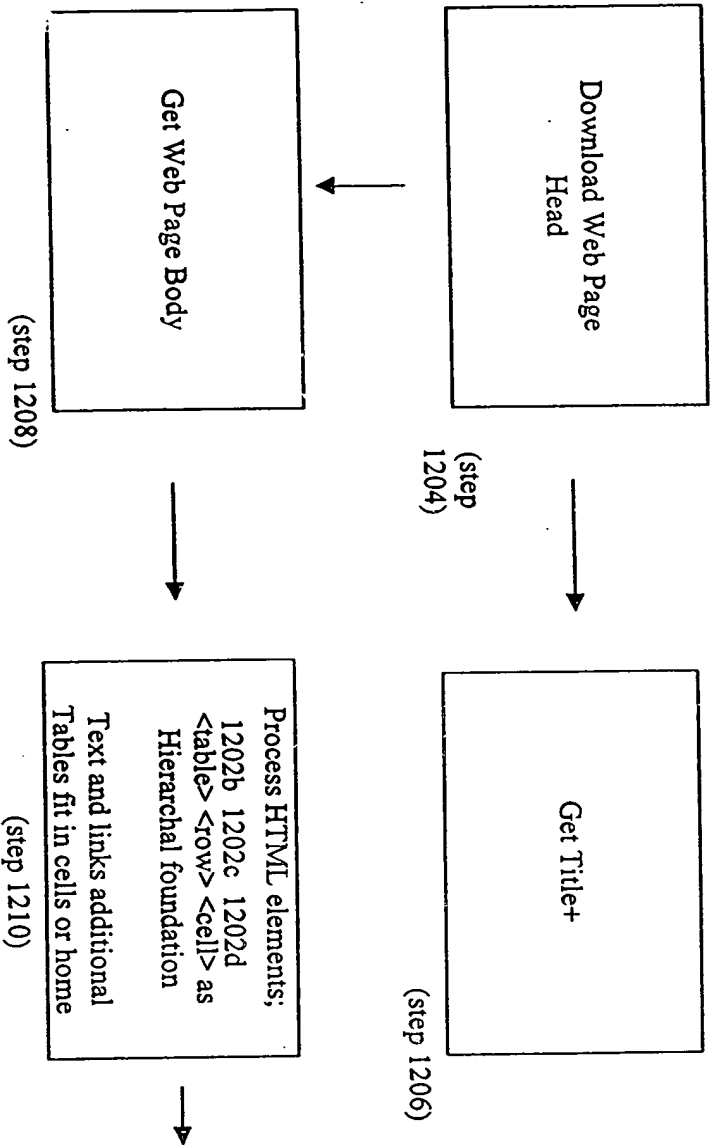 Download Web Page
Head
(step
1204)
Get Title+
(step 1206)
Get Web Page Body
(step 1208)
Process HTML elements;
1202b 1202c 1202d
<table> <row> <cell> as
Hierarchal foundation
Text and links additional
Tables fit in cells or home
(step 1210)